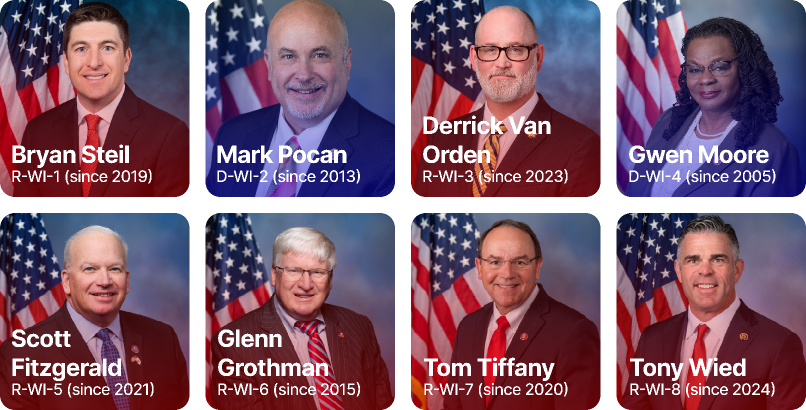 Bryan Steil
R-WI-1 (since 2019)
Mark Pocan
D-WI-2 (since 2013)
Derrick Van
Orden
R-WI-3 (since 2023)
Gwen Moore
D-WI-4 (since 2005)
Scott
Fitzgerald
R-WI-5 (since 2021)
Glenn
Grothman
R-WI-6 (since 2015)
Tom Tiffany
R-WI-7 (since 2020)
Tony Wied
R-WI-8 (since 2024)